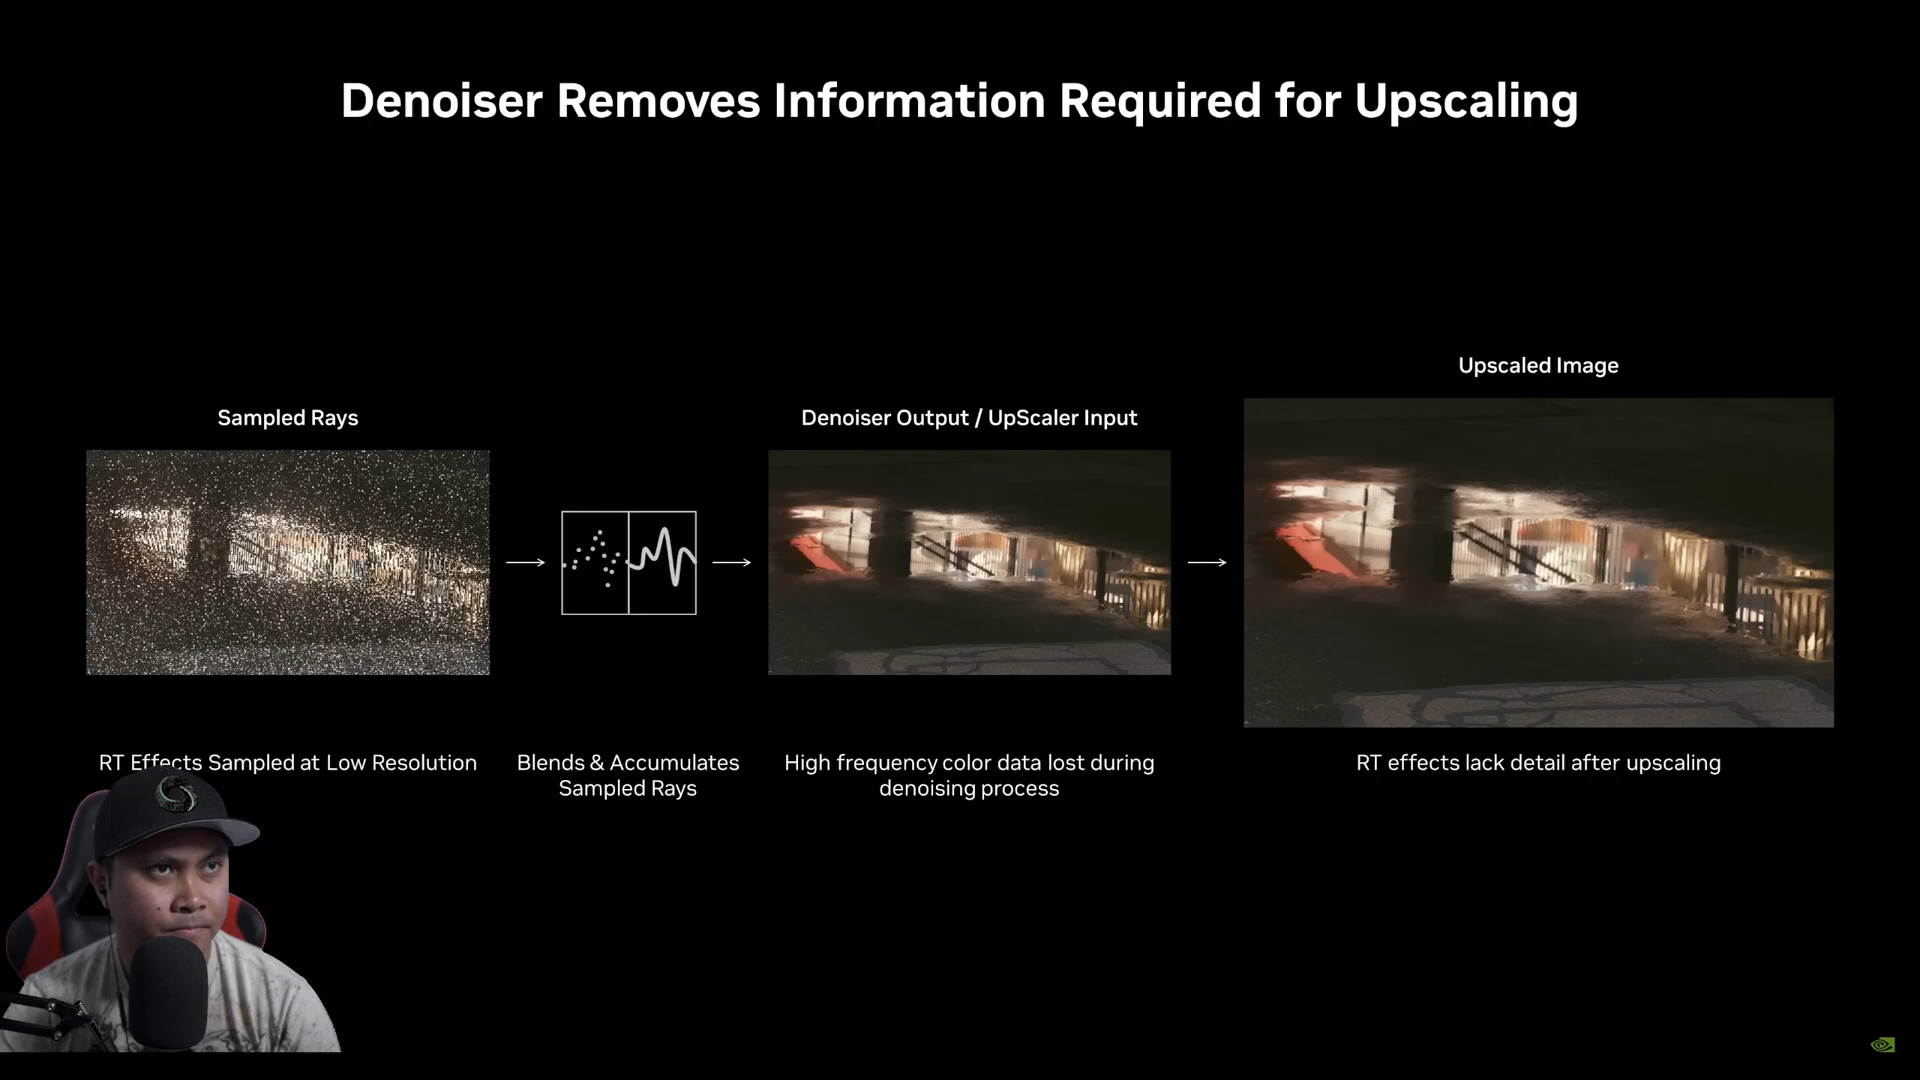 Denoiser Removes Information Required for Upscaling
Sampled Rays
Denoiser Output / UpScaler Input
Upscaled Image
RT Effects Sampled at Low Resolution
Blends & Accumulates
Sampled Rays
High frequency color data lost during
denoising process
RT effects lack detail after upscaling